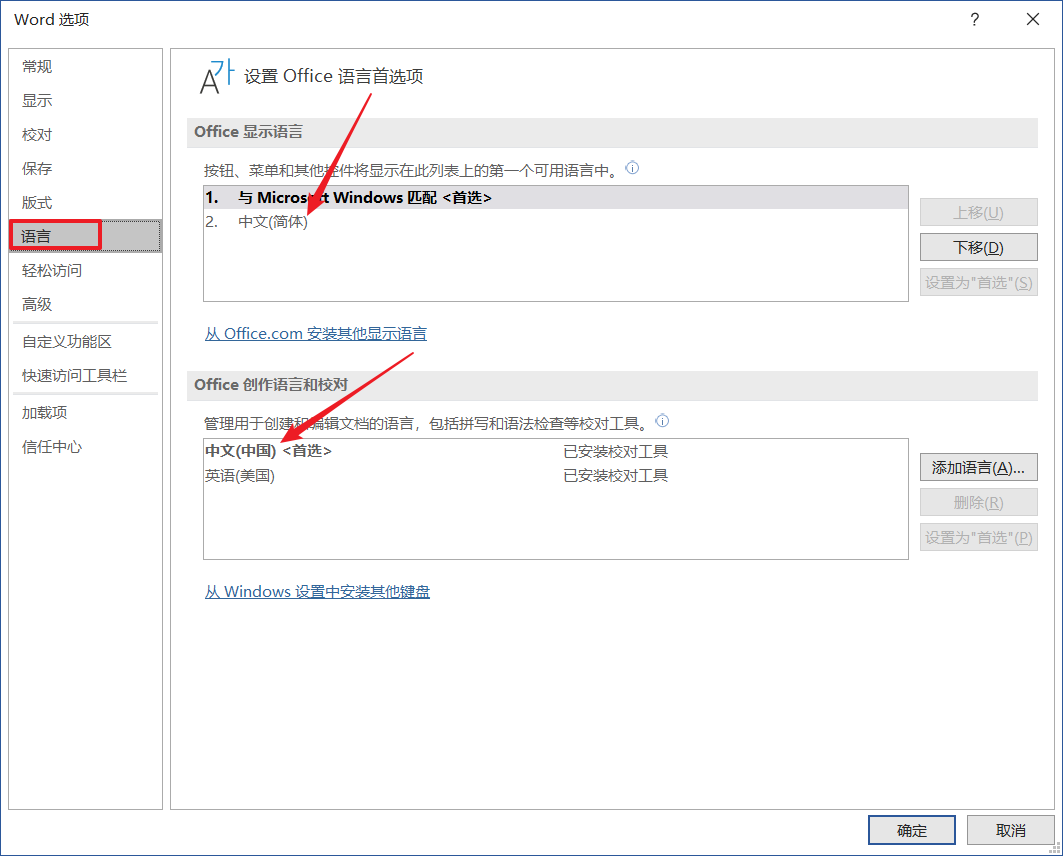 Word 选项
?
常规
显示
校对
保存
版式
语言
轻松访问
高级
自定义功能区
快速访问工具栏
加载项
信任中心
A가 设置 Office 语言首选项
Office 显示语言
按钮、菜单和其他控件将显示在此列表上的第一个可用语言中。
1. 与 Microsoft Windows 匹配 <首选>
2. 中文(简体)
上移(U)
下移(D)
设置为"首选"(S)
从 Office.com 安装其他显示语言
Office 创作语言和校对
管理用于创建和编辑文档的语言，包括拼写和语法检查等校对工具。
中文(中国) <首选> 已安装校对工具
英语(美国) 已安装校对工具
添加语言(A)...
删除(R)
设置为"首选"(P)
从 Windows 设置中安装其他键盘
确定
取消